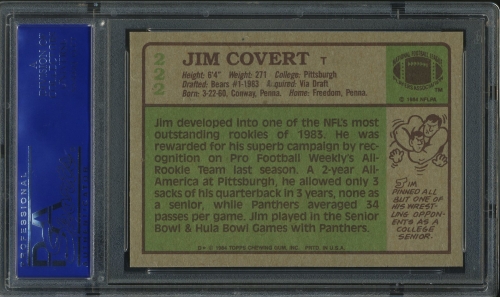 222
JIM COVERT T
Height: 6'4" Weight: 271 College: Pittsburgh
Drafted: Bears #1-1983 Acquired: Via Draft
Born: 3-22-60, Conway, Penna. Home: Freedom, Penna.
© 1984 NFLPA
Jim developed into one of the NFL's most
outstanding rookies of 1983. He was
rewarded for his superb campaign by rec-
ognition on Pro Football Weekly's All-
Rookie Team last season. A 2-year All-
America at Pittsburgh, he allowed only 3
sacks of his quarterback in 3 years, none as
a senior, while Panthers averaged 34
passes per game. Jim played in the Senior
Bowl & Hula Bowl Games with Panthers.
JIM
PINNED ALL
BUT ONE OF
HIS WREST-
LING OPPON-
ENTS AS A
COLLEGE
SENIOR.
© 1984 TOPPS CHEWING GUM, INC. PRTD. IN U.S.A.
PSA
PROFESSIONAL